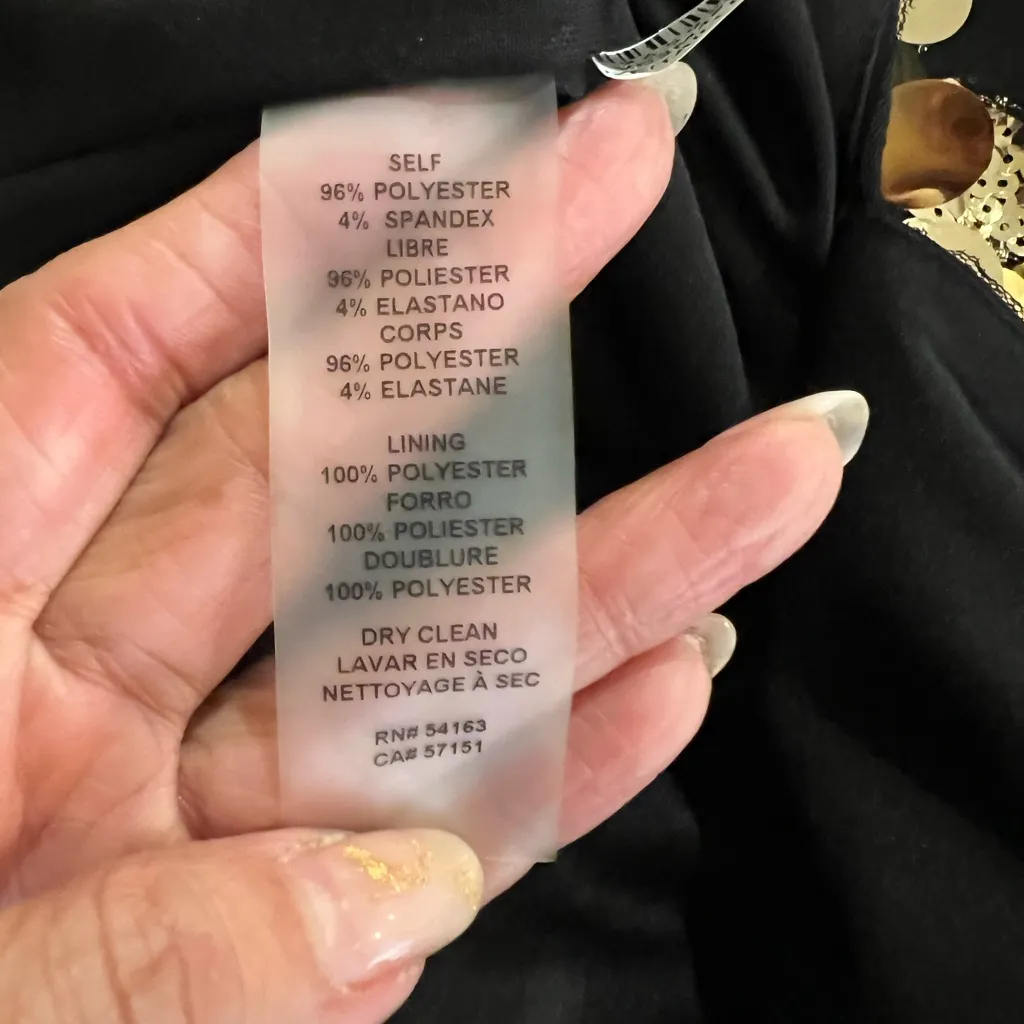 SELF
96% POLYESTER
4% SPANDEX
LIBRE
96% POLIESTER
4% ELASTANO
CORPS
96% POLYESTER
4% ELASTANE
LINING
100% POLYESTER
FORRO
100% POLIESTER
DOUBLURE
100% POLYESTER
DRY CLEAN
LAVAR EN SECO
NETTOYAGE À SEC
RN# 54163
CA# 57151